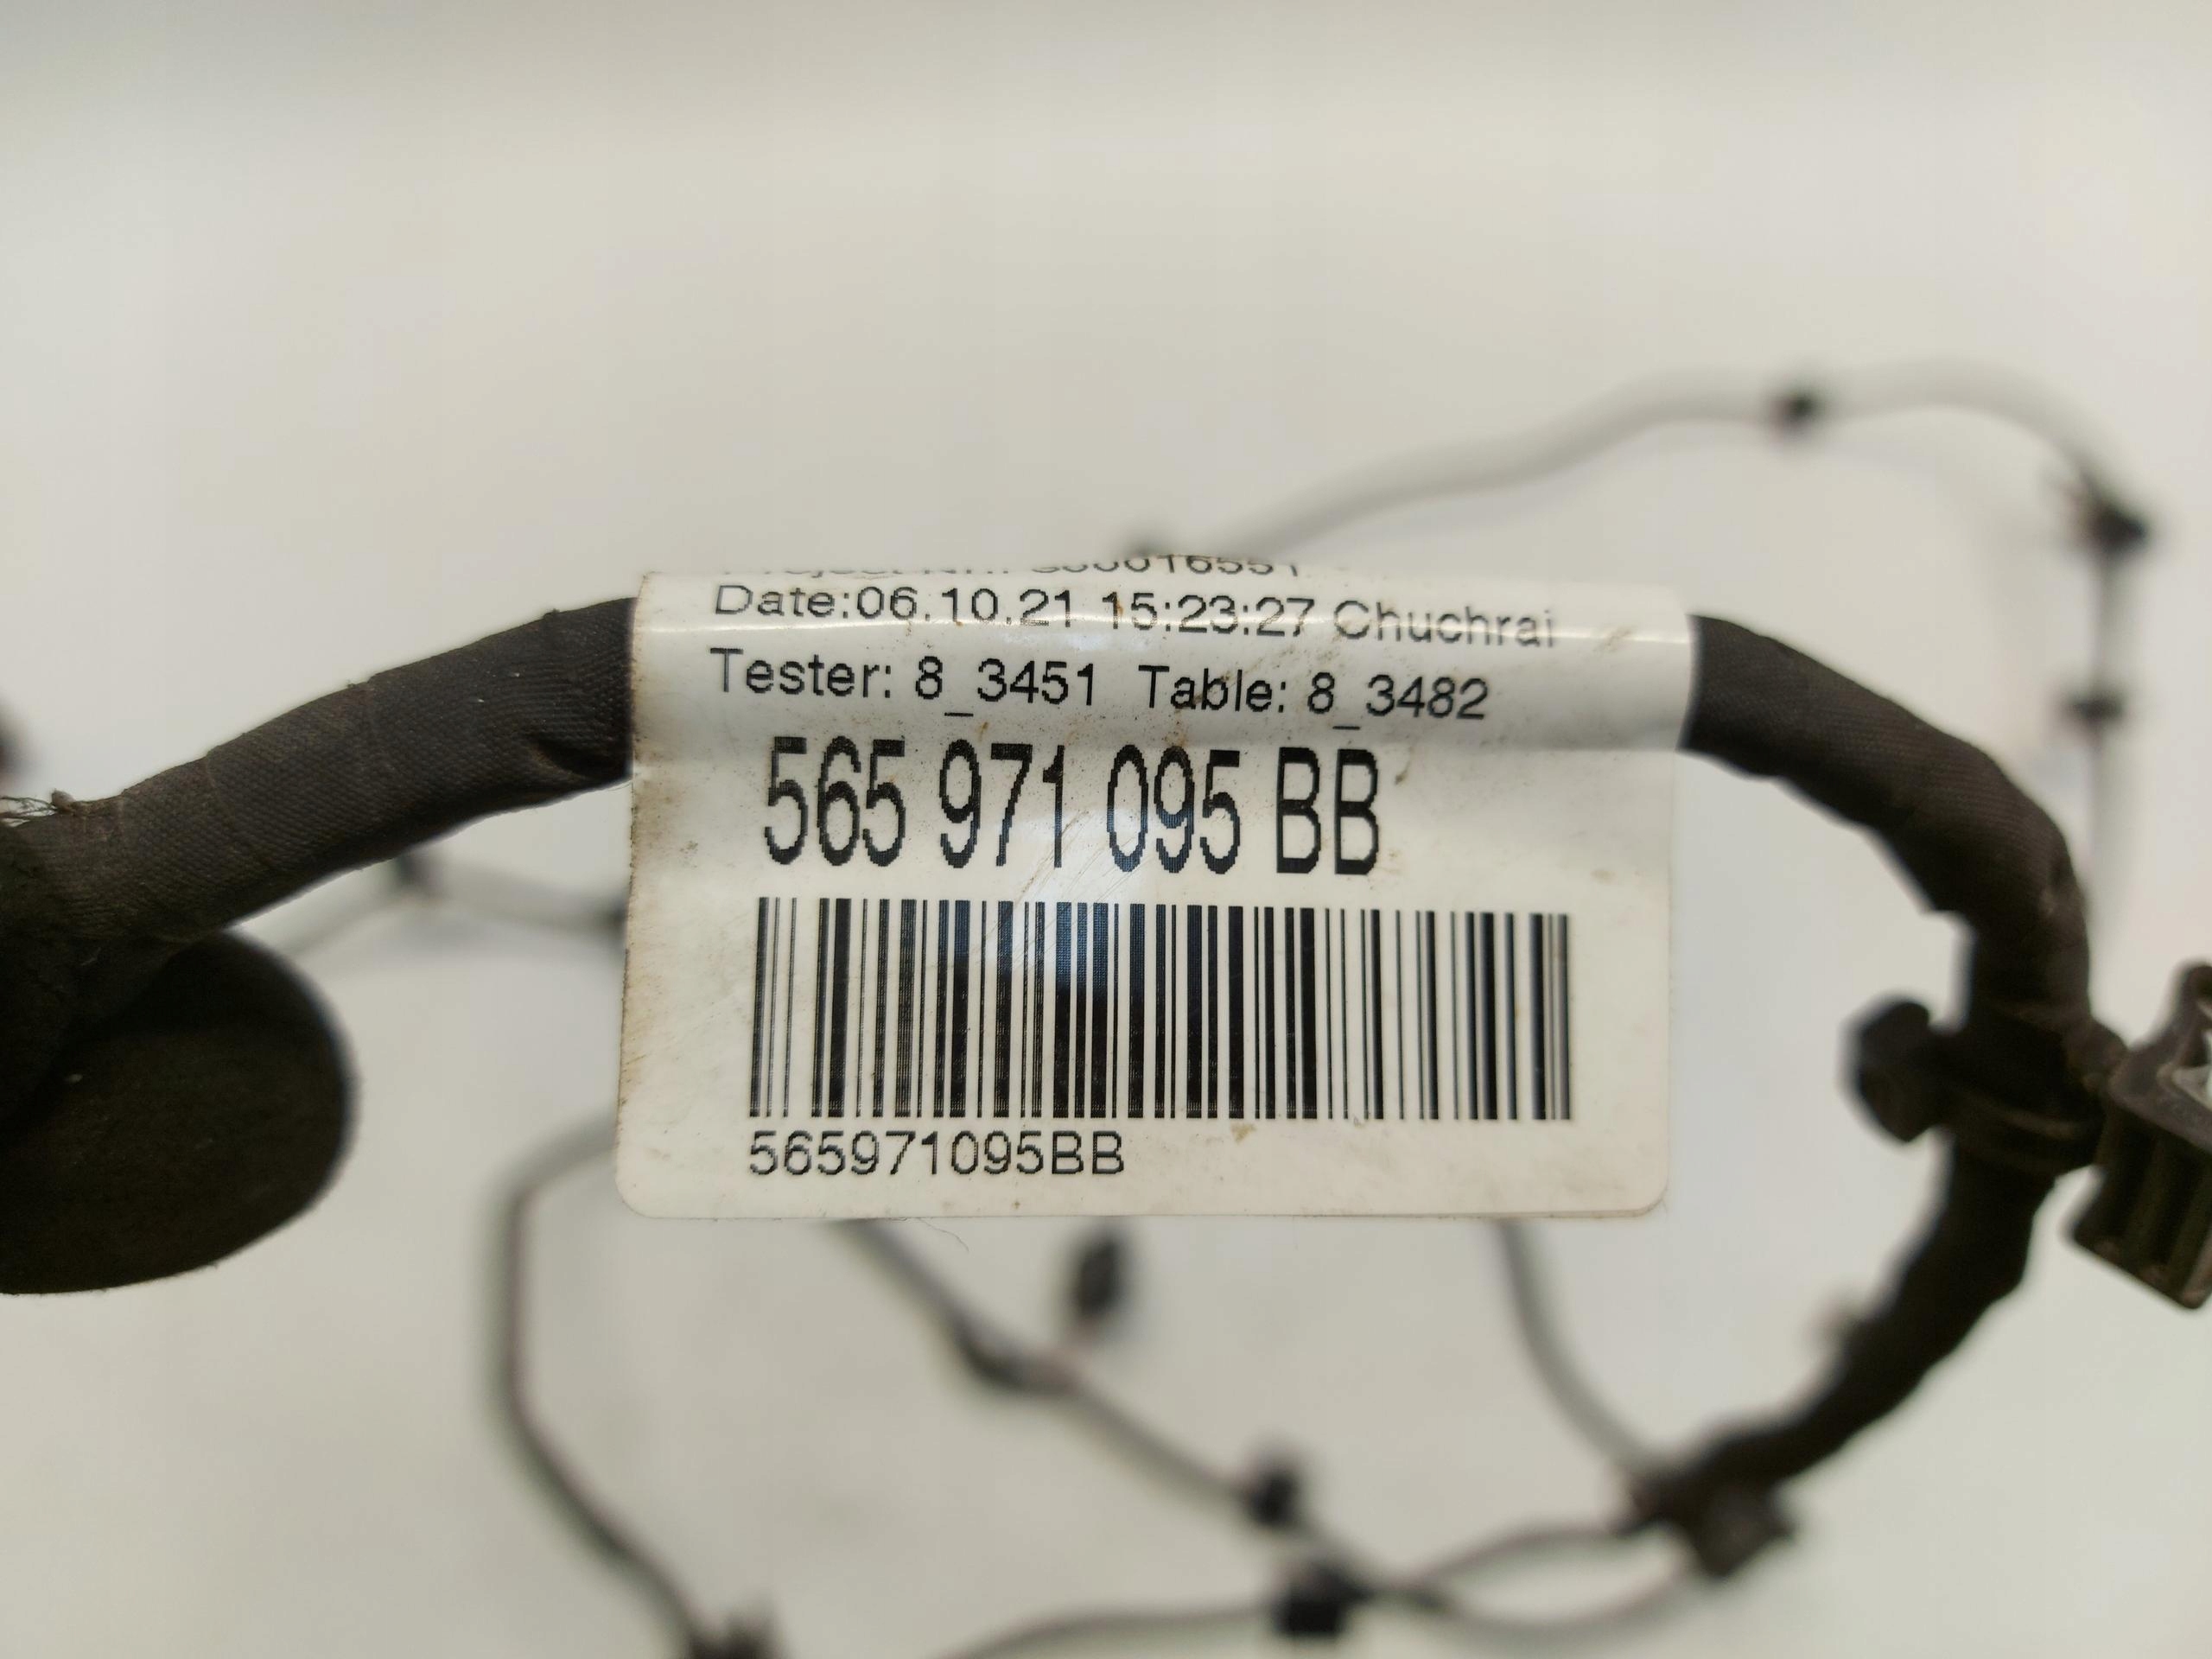 Date:06.10.21 15:23:27 Chuchrai
Tester: 8_3451 Table: 8_3482
565 971 095 BB
565971095BB